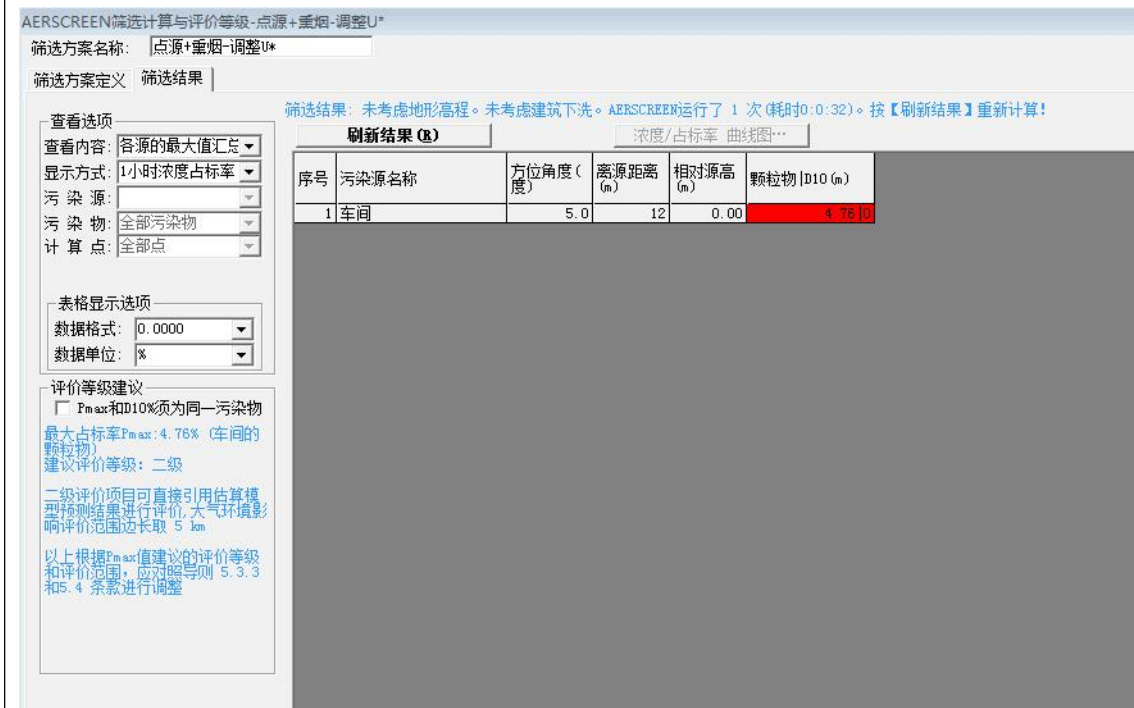 AERSCREEN筛选计算与评价等级-点源+重烟-调整U*
筛选方案名称: 点源+重烟-调整U*
筛选方案定义 筛选结果
筛选结果: 未考虑地形高程。未考虑建筑下洗。AERSCREEN运行了 1 次(耗时0:0:32)。按【刷新结果】重新计算!
查看选项
查看内容: 各源的最大值汇总
显示方式: 1小时浓度占标率
污 染 源:
污 染 物: 全部污染物
计 算 点: 全部点
表格显示选项
数据格式: 0.0000
数据单位: %
评价等级建议
Pmax和D10%须为同一污染物
最大占标率Pmax:4.76% (车间的
颗粒物)
建议评价等级: 二级
二级评价项目可直接引用估算模
型预测结果进行评价,大气环境影
响评价范围边长取 5 km
以上根据Pmax值建议的评价等级
和评价范围,应对照导则 5.3.3
和5.4 条款进行调整
刷新结果(R) 浓度/占标率 曲线图…
序号 污染源名称 方位角度(度) 离源距离(m) 相对源高(m) 颗粒物|D10(m)
1 车间 5.0 12 0.00 4.76|0